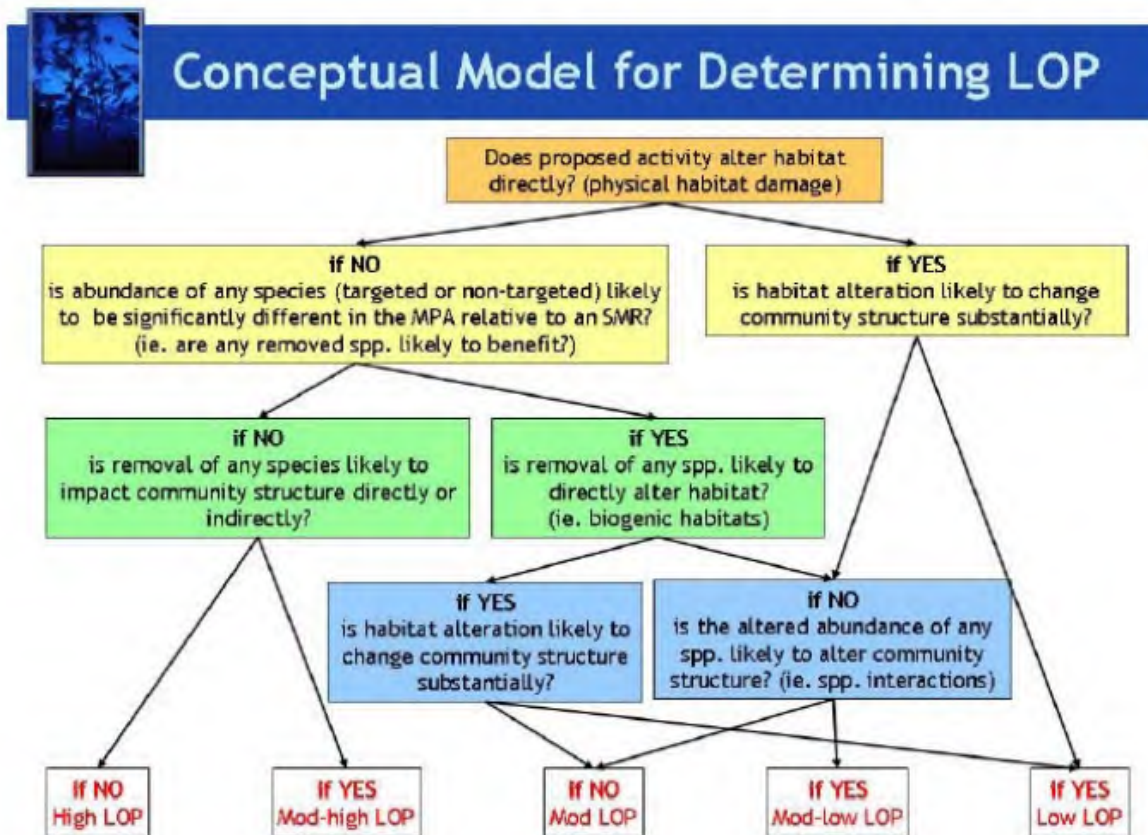 Conceptual Model for Determining LOP
Does proposed activity alter habitat
directly? (physical habitat damage)
if NO
is abundance of any species (targeted or non-targeted) likely
to be significantly different in the MPA relative to an SMR?
(ie. are any removed spp. likely to benefit?)
if YES
is habitat alteration likely to change
community structure substantially?
if NO
is removal of any species likely to
impact community structure directly or
indirectly?
if YES
is removal of any spp. likely to
directly alter habitat?
(ie. biogenic habitats)
if YES
is habitat alteration likely to
change community structure
substantially?
if NO
is the altered abundance of any
spp. likely to alter community
structure? (ie. spp. interactions)
if NO
High LOP
if YES
Mod-high LOP
if NO
Mod LOP
if YES
Mod-low LOP
if YES
Low LOP